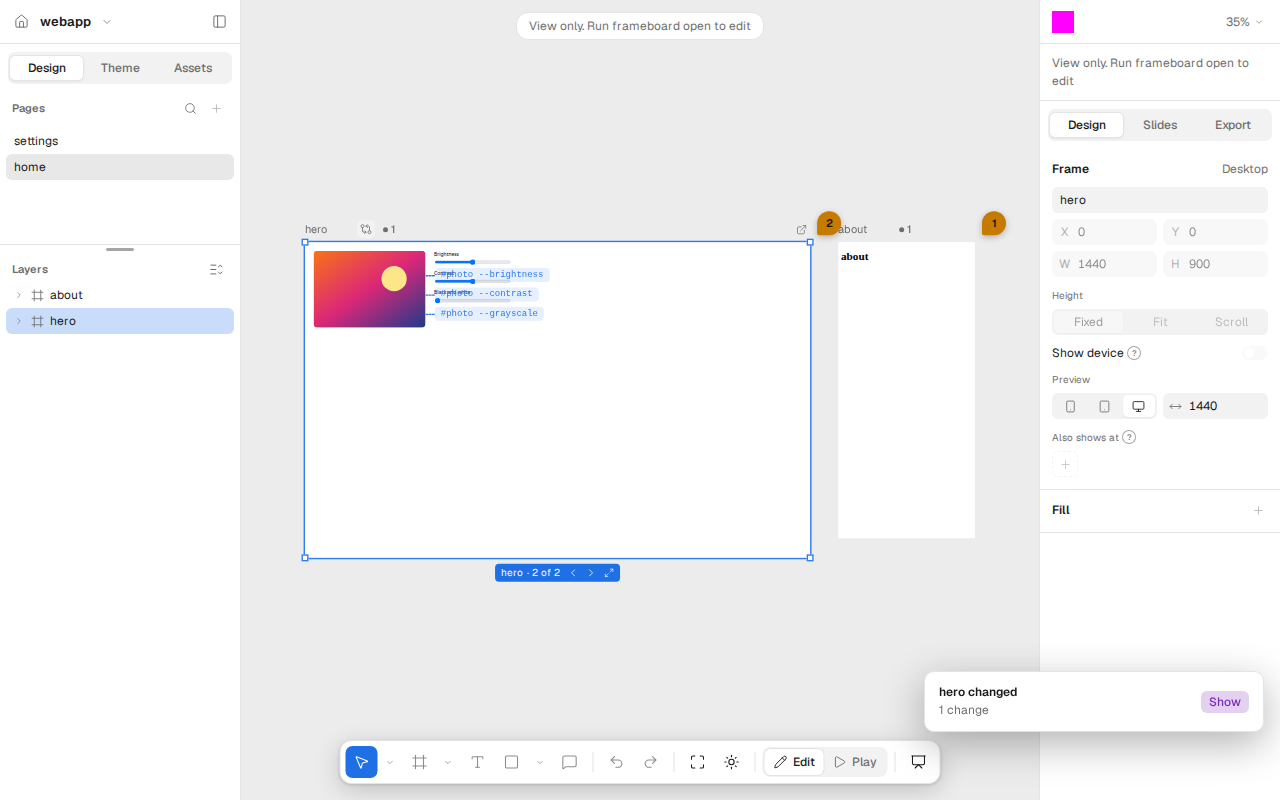 webapp
View only. Run frameboard open to edit
35%
View only. Run frameboard open to
edit
Design
Theme
Assets
Design
Slides
Export
Pages
settings
home
Frame
Desktop
hero
X 0
Y 0
W 1440
H 900
Height
Fixed
Fit
Scroll
Show device ?
Preview
1440
Also shows at ?
Fill
Layers
about
hero
hero
1
2
about
1
1
Brightness
#photo --brightness
#photo --contrast
#photo --grayscale
about
hero · 2 of 2
hero changed
1 change
Show
Edit
Play